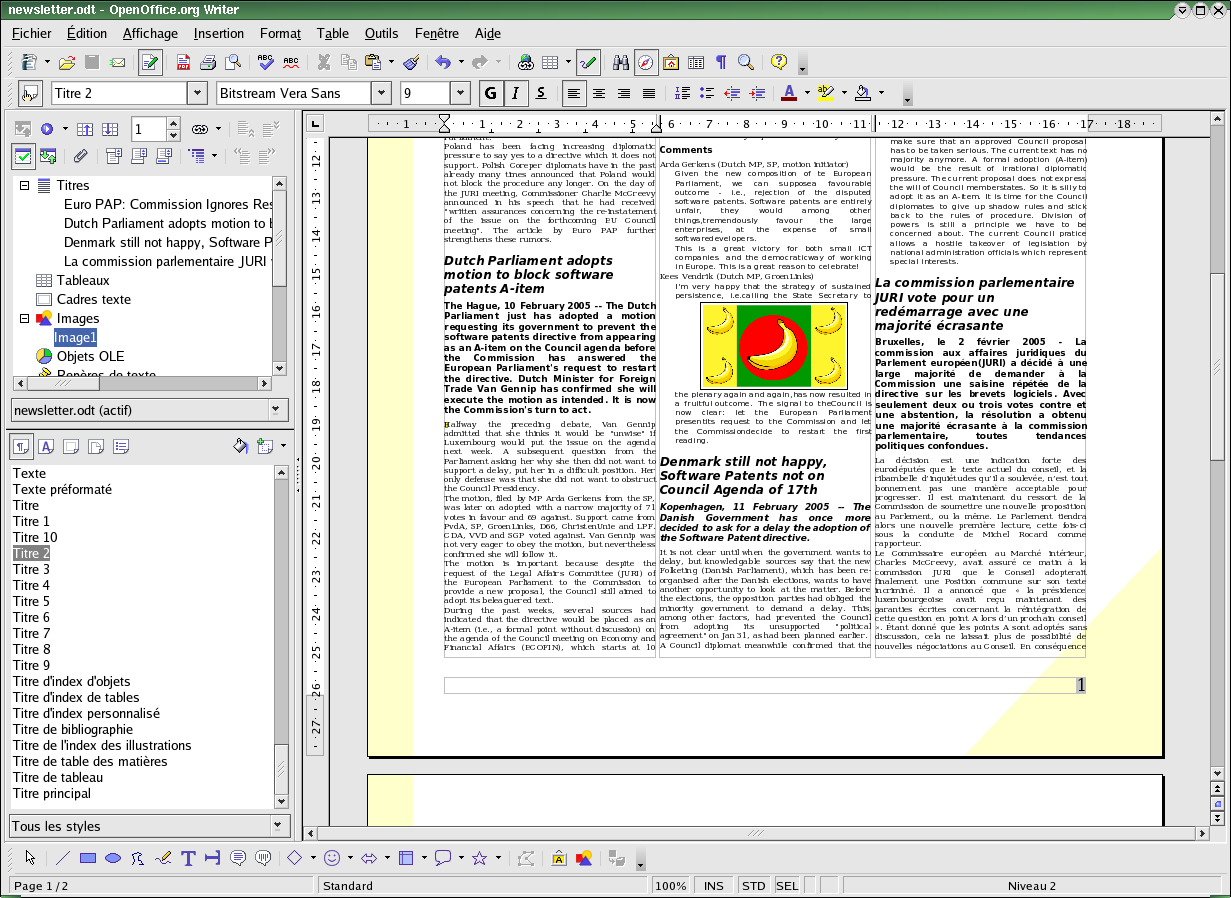 newsletter.odt - OpenOffice.org Writer
Fichier Édition Affichage Insertion Format Table Outils Fenêtre Aide
Titre 2 Bitstream Vera Sans 9 G I S
1
Titres
Euro PAP: Commission Ignores Res
Dutch Parliament adopts motion to b
Denmark still not happy, Software P
La commission parlementaire JURI
Tableaux
Cadres texte
Images
Image1
Objets OLE
Repères de texte
newsletter.odt (actif)
Texte
Texte préformaté
Titre
Titre 1
Titre 10
Titre 2
Titre 3
Titre 4
Titre 5
Titre 6
Titre 7
Titre 8
Titre 9
Titre d'index d'objets
Titre d'index de tables
Titre d'index personnalisé
Titre de bibliographie
Titre de l'index des illustrations
Titre de table des matières
Titre de tableau
Titre principal
Tous les styles
1 1 2 3 4 5 6 7 8 9 10 11 12 13 14 15 16 17 18
12
13
14
15
16
17
18
19
20
21
22
23
24
25
26
27
Poland has been facing increasing diplomatic
pressure to say yes to a directive which it does not
support. Polish Coreper diplomats have in the past
already many times announced that Poland would
not block the procedure any longer. On the day of
the JURI meeting, Commissioner Charlie McCreevy
announced in his speech that he had received
"written assurances concerning the re-instatement
of the issue on the forthcoming EU Council
meeting". The article by Euro PAP further
strengthens these rumors.
Dutch Parliament adopts
motion to block software
patents A-item
The Hague, 10 February 2005 -- The Dutch
Parliament just has adopted a motion
requesting its government to prevent the
software patents directive from appearing
as an A-item on the Council agenda before
the Commission has answered the
European Parliament's request to restart
the directive. Dutch Minister for Foreign
Trade Van Gennip has confirmed she will
execute the motion as intended. It is now
the Commission's turn to act.
Halfway the preceding debate, Van Gennip
admitted that she thinks it would be "unwise" if
Luxembourg would put the issue on the agenda
next week. A subsequent question from the
Parliament asking her why she then did not want to
support a delay, put her in a difficult position. Her
only defense was that she did not want to obstruct
the Council Presidency.
The motion, filed by MP Arda Gerkens from the SP,
was later on adopted with a narrow majority of 71
votes in favour and 69 against. Support came from
PvdA, SP, GroenLinks, D66, ChristenUnie and LPF.
CDA, VVD and SGP voted against. Van Gennip was
not very eager to obey the motion, but nevertheless
confirmed she will follow it.
The motion is important because despite the
request of the Legal Affairs Committee (JURI) of
the European Parliament to the Commission to
provide a new proposal, the Council still aimed to
adopt its beleaguered text.
During the past weeks, several sources had
indicated that the directive would be placed as an
A-item (i.e., a formal point without discussion) on
the agenda of the Council meeting on Economy and
Financial Affairs (ECOFIN), which starts at 10
Comments
Arda Gerkens (Dutch MP, SP, motion initiator)
Given the new composition of te European
Parliament, we can supposea favourable
outcome - i.e., rejection of the disputed
software patents. Software patents are entirely
unfair, they would among other
things,tremendously favour the large
enterprises, at the expense of small
softwaredevelopers.
This is a great victory for both small ICT
companies and the democraticway of working
in Europe. This is a great reason to celebrate!
Kees Vendrik (Dutch MP, GroenLinks)
I'm very happy that the strategy of sustained
persistence, i.e.calling the State Secretary to
the plenary again and again,has now resulted in
a fruitful outcome. The signal to theCouncil is
now clear: let the European Parliament
presentits request to the Commission and let
the Commissiondecide to restart the first
reading.
Denmark still not happy,
Software Patents not on
Council Agenda of 17th
Kopenhagen, 11 February 2005 -- The
Danish Government has once more
decided to ask for a delay the adoption of
the Software Patent directive.
It is not clear until when the government wants to
delay, but knowledgable sources say that the new
Folketing (Danish Parliament), which has been re-
organised after the Danish elections, wants to have
another opportunity to look at the matter. Before
the elections, the opposition parties had obliged the
minority government to demand a delay. This,
among other factors, had prevented the Council
from adopting its unsupported "political
agreement" on Jan 31, as had been planned earlier.
A Council diplomat meanwhile confirmed that the
make sure that an approved Council proposal
has to be taken serious. The current text has no
majority anymore. A formal adoption (A-item)
would be the result of irrational diplomatic
pressure. The current proposal does not express
the will of Council memberstates. So it is silly to
adopt it as an A-item. It is time for the Council
diplomats to give up shadow rules and stick
back to the rules of procedure. Division of
powers is still a principle we have to be
concerned about. The current Council pratice
allows a hostile takeover of legislation by
national administration officials which represent
special interests.
La commission parlementaire
JURI vote pour un
redémarrage avec une
majorité écrasante
Bruxelles, le 2 février 2005 - La
commission aux affaires juridiques du
Parlement européen(JURI) a décidé à une
large majorité de demander à la
Commission une saisine répétée de la
directive sur les brevets logiciels. Avec
seulement deux ou trois votes contre et
une abstention, la résolution a obtenu
une majorité écrasante à la commission
parlementaire, toutes tendances
politiques confondues.
La décision est une indication forte des
eurodéputés que le texte actuel du conseil, et la
ribambelle d'inquiétudes qu'il a soulevée, n'est tout
bonnement pas une manière acceptable pour
progresser. Il est maintenant du ressort de la
Commission de soumettre une nouvelle proposition
au Parlement, ou la même. Le Parlement tiendra
alors une nouvelle première lecture, cette fois-ci
sous la conduite de Michel Rocard comme
rapporteur.
Le Commissaire européen au Marché intérieur,
Charles McCreevy, avait assuré ce matin à la
commission JURI que le Conseil adopterait
finalement une Position commune sur son texte
incriminé. Il a annoncé que « la présidence
luxembourgeoise avait reçu maintenant des
garanties écrites concernant la réintégration de
cette question en point A lors d'un prochain conseil
». Étant donné que les points A sont adoptés sans
discussion, cela ne laissait plus de possibilité de
nouvelles négociations au Conseil. En conséquence
1
Page 1 / 2 Standard 100% INS STD SEL Niveau 2